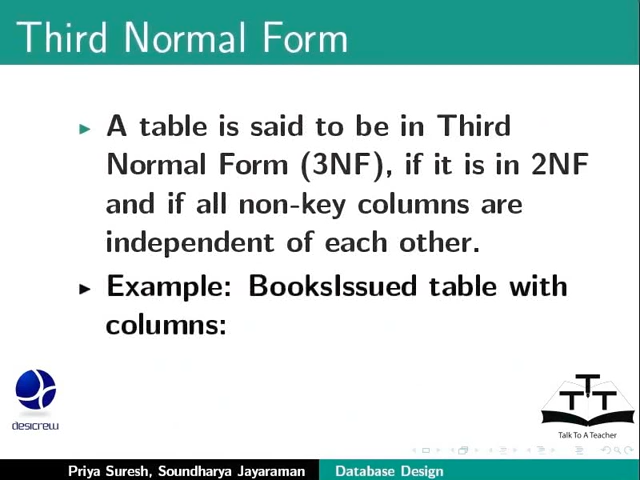 Third Normal Form
A table is said to be in Third
Normal Form (3NF), if it is in 2NF
and if all non-key columns are
independent of each other.
Example: BooksIssued table with
columns:
desicrew
T T T
Talk To A Teacher
Priya Suresh, Soundharya Jayaraman Database Design